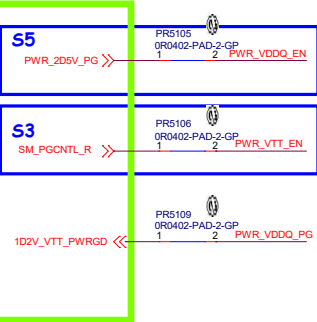 S5
PR5105
0R0402-PAD-2-GP
PWR_2D5V_PG
1
2
PWR_VDDQ_EN
S3
PR5106
0R0402-PAD-2-GP
SM_PGCNTL_R
1
2
PWR_VTT_EN
PR5109
0R0402-PAD-2-GP
1D2V_VTT_PWRGD
1
2
PWR_VDDQ_PG